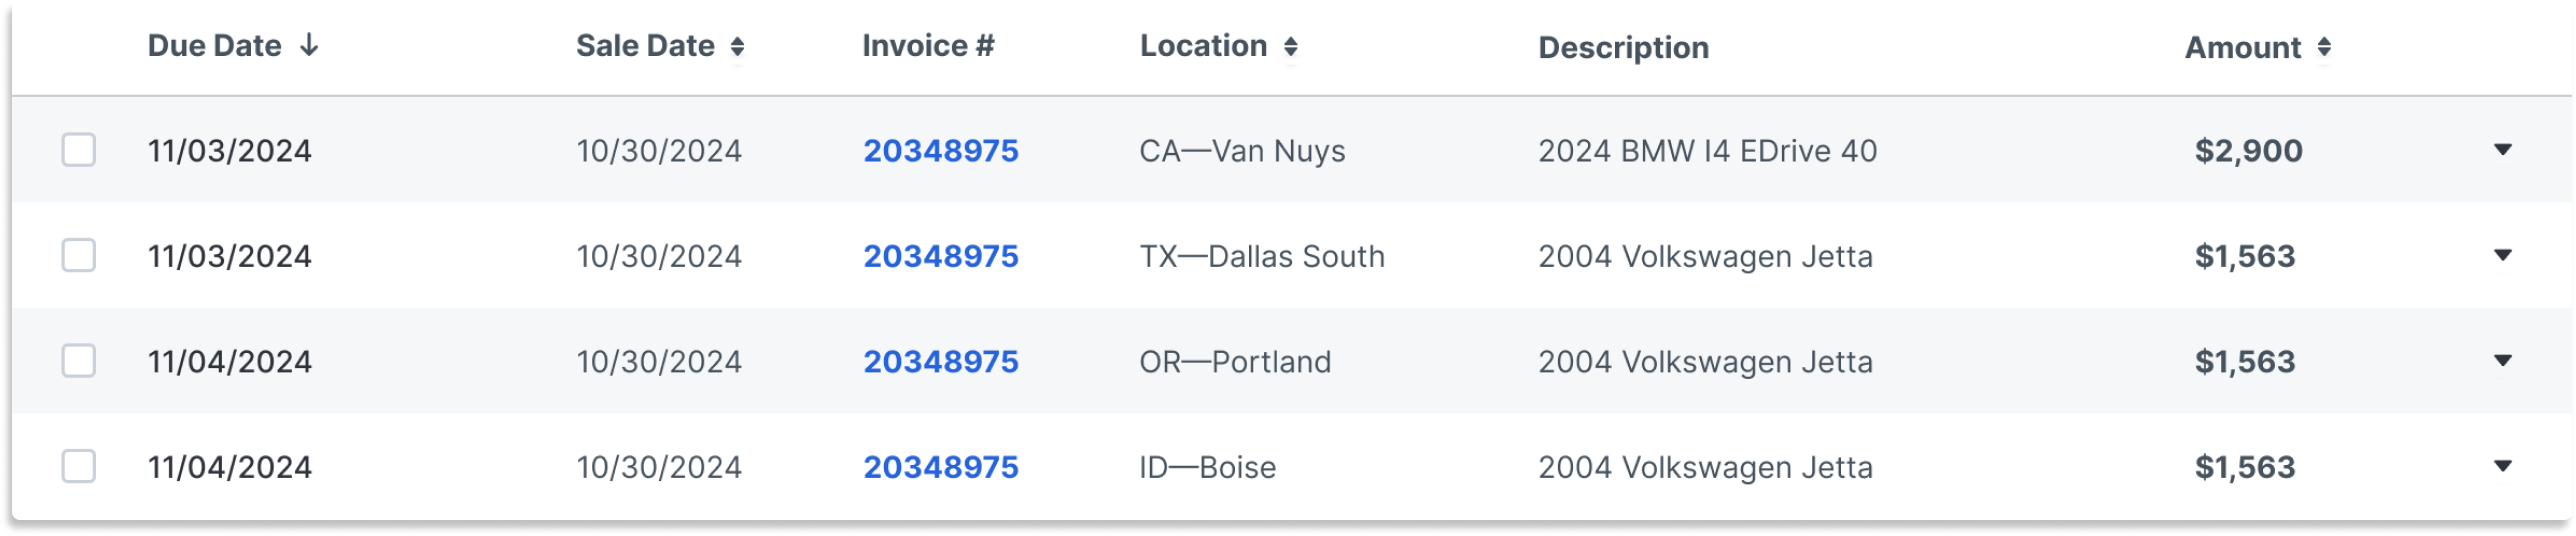 Due Date Sale Date Invoice # Location Description Amount
11/03/2024 10/30/2024 20348975 CA—Van Nuys 2024 BMW I4 EDrive 40 $2,900
11/03/2024 10/30/2024 20348975 TX—Dallas South 2004 Volkswagen Jetta $1,563
11/04/2024 10/30/2024 20348975 OR—Portland 2004 Volkswagen Jetta $1,563
11/04/2024 10/30/2024 20348975 ID—Boise 2004 Volkswagen Jetta $1,563